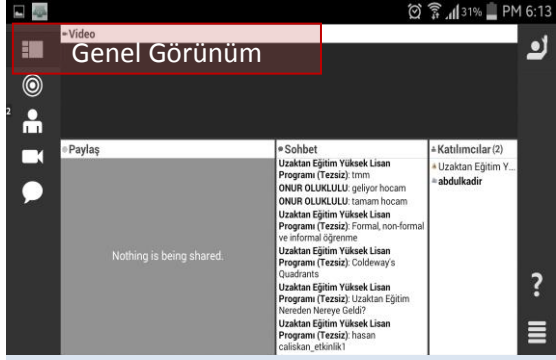 31% PM 6:13
Video
Genel Görünüm
2
Paylaş
Nothing is being shared.
Sohbet
Uzaktan Eğitim Yüksek Lisan
Programı (Tezsiz): tmm
ONUR OLUKLULU: geliyor hocam
ONUR OLUKLULU: tamam hocam
Uzaktan Eğitim Yüksek Lisan
Programı (Tezsiz): Formal, non-formal
ve informal öğrenme
Uzaktan Eğitim Yüksek Lisan
Programı (Tezsiz): Coldeway's
Quadrants
Uzaktan Eğitim Yüksek Lisan
Programı (Tezsiz): Uzaktan Eğitim
Nereden Nereye Geldi?
Uzaktan Eğitim Yüksek Lisan
Programı (Tezsiz): hasan
caliskan_etkinlik1
Katılımcılar (2)
Uzaktan Eğitim Y...
abdulkadir
?